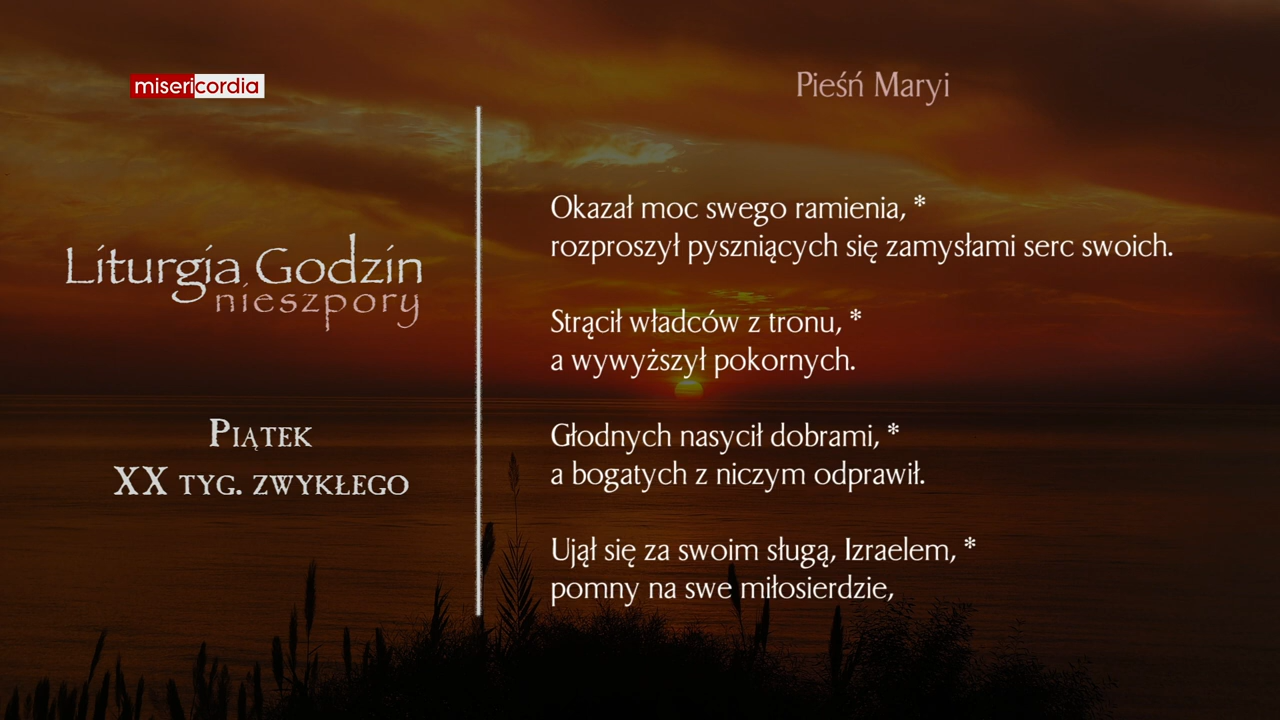 misericordia
Liturgia Godzin
nieszpory
Piątek
XX tyg. zwykłego
Pieśń Maryi
Okazał moc swego ramienia, *
rozproszył pyszniących się zamysłami serc swoich.
Strącił władców z tronu, *
a wywyższył pokornych.
Głodnych nasycił dobrami, *
a bogatych z niczym odprawił.
Ujął się za swoim sługą, Izraelem, *
pomny na swe miłosierdzie,